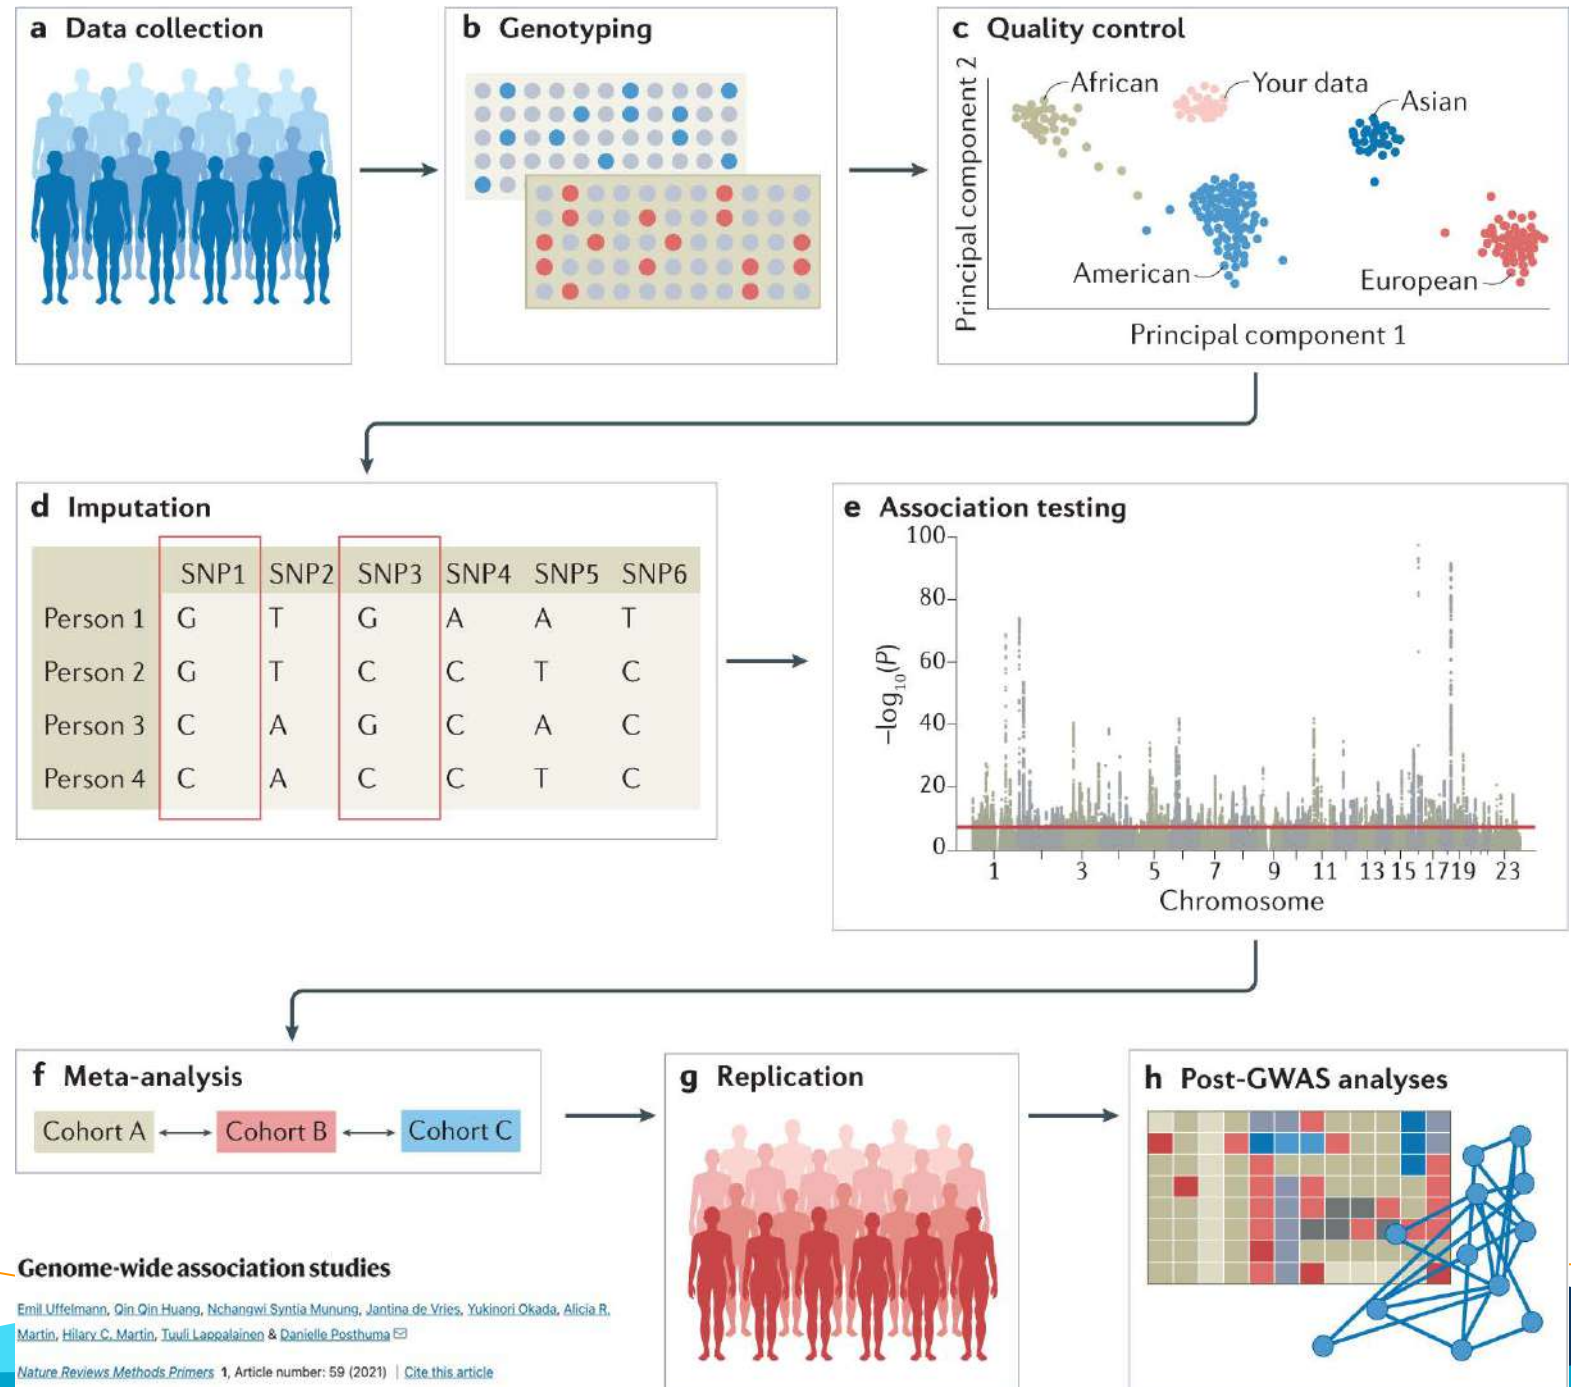 a Data collection
b Genotyping
c Quality control
Principal component 2
African
Your data
Asian
American
European
Principal component 1
d Imputation
SNP1 SNP2 SNP3 SNP4 SNP5 SNP6
Person 1 G T G A A T
Person 2 G T C C T C
Person 3 C A G C A C
Person 4 C A C C T C
e Association testing
−log10(P)
100
80
60
40
20
0
1 3 5 7 9 11 13 15 17 19 23
Chromosome
f Meta-analysis
Cohort A Cohort B Cohort C
g Replication
h Post-GWAS analyses
Genome-wide association studies
Emil Uffelmann, Qin Qin Huang, Nchangwi Syntia Munung, Jantina de Vries, Yukinori Okada, Alicia R.
Martin, Hilary C. Martin, Tuuli Lappalainen & Danielle Posthuma
Nature Reviews Methods Primers 1, Article number: 59 (2021) | Cite this article